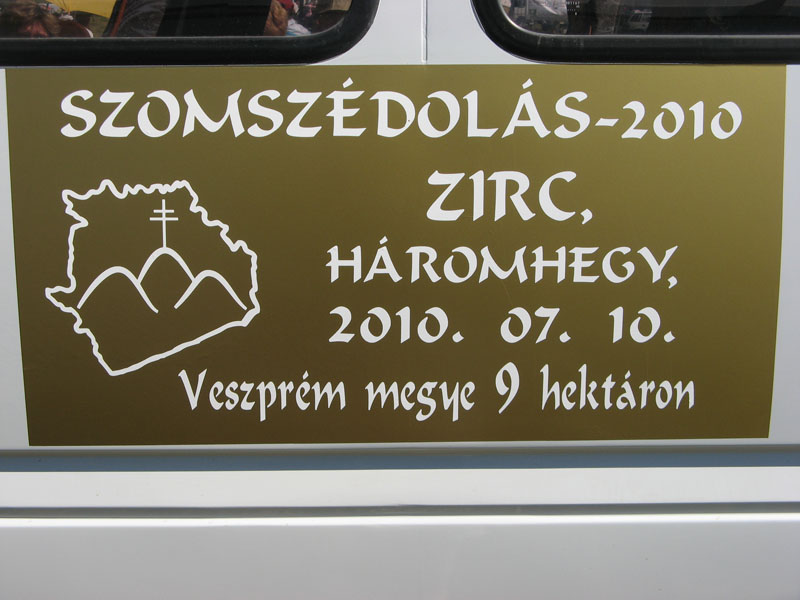 SZOMSZÉDOLÁS-2010
ZIRC,
HÁROMHEGY,
2010. 07. 10.
Veszprém megye 9 hektáron